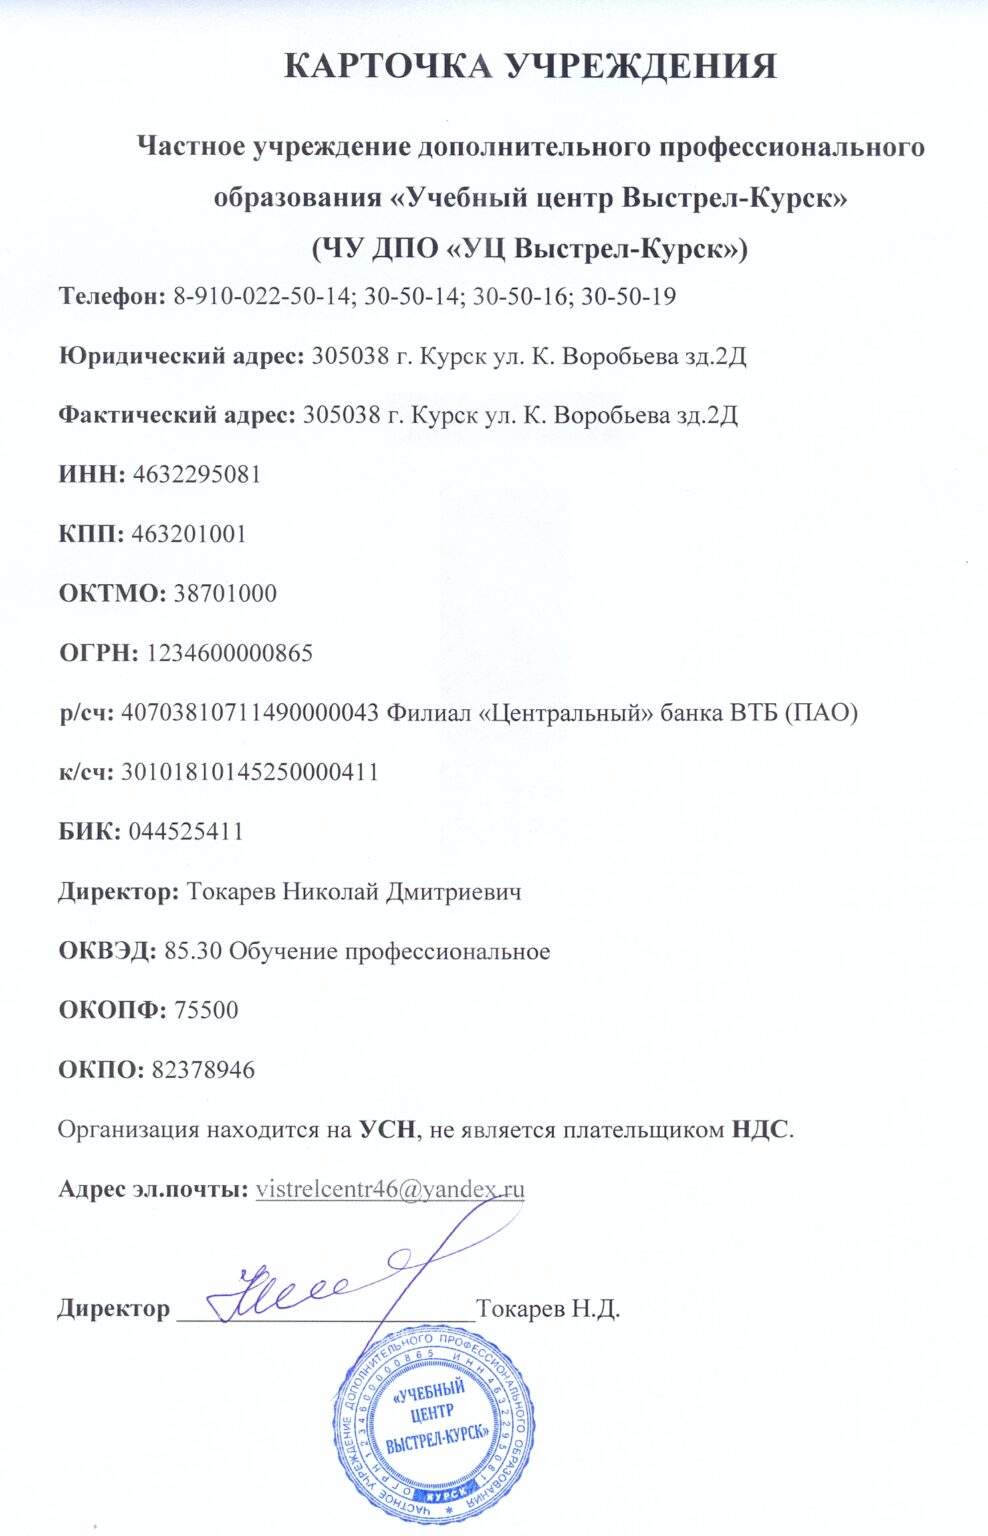 КАРТОЧКА УЧРЕЖДЕНИЯ
Частное учреждение дополнительного профессионального
образования «Учебный центр Выстрел-Курск»
(ЧУ ДПО «УЦ Выстрел-Курск»)
Телефон: 8-910-022-50-14; 30-50-14; 30-50-16; 30-50-19
Юридический адрес: 305038 г. Курск ул. К. Воробьева зд.2Д
Фактический адрес: 305038 г. Курск ул. К. Воробьева зд.2Д
ИНН: 4632295081
КПП: 463201001
ОКТМО: 38701000
ОГРН: 1234600000865
р/сч: 40703810711490000043 Филиал «Центральный» банка ВТБ (ПАО)
к/сч: 30101810145250000411
БИК: 044525411
Директор: Токарев Николай Дмитриевич
ОКВЭД: 85.30 Обучение профессиональное
ОКОПФ: 75500
ОКПО: 82378946
Организация находится на УСН, не является плательщиком НДС.
Адрес эл.почты: vistrelcentr46@yandex.ru
Директор Токарев Н.Д.
ЧАСТНОЕ УЧРЕЖДЕНИЕ ДОПОЛНИТЕЛЬНОГО ПРОФЕССИОНАЛЬНОГО ОБРАЗОВАНИЯ *
ОГРН 1234600000865 ИНН 4632295081
«УЧЕБНЫЙ
ЦЕНТР
ВЫСТРЕЛ-КУРСК»
КУРСК